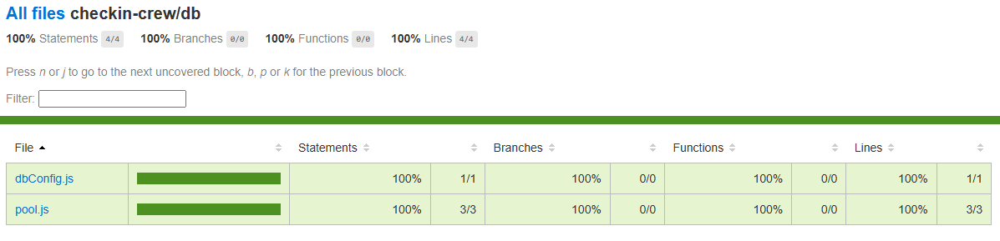 All files checkin-crew/db
100% Statements 4/4 100% Branches 0/0 100% Functions 0/0 100% Lines 4/4
Press n or j to go to the next uncovered block, b, p or k for the previous block.
Filter:
File Statements Branches Functions Lines
dbConfig.js 100% 1/1 100% 0/0 100% 0/0 100% 1/1
pool.js 100% 3/3 100% 0/0 100% 0/0 100% 3/3